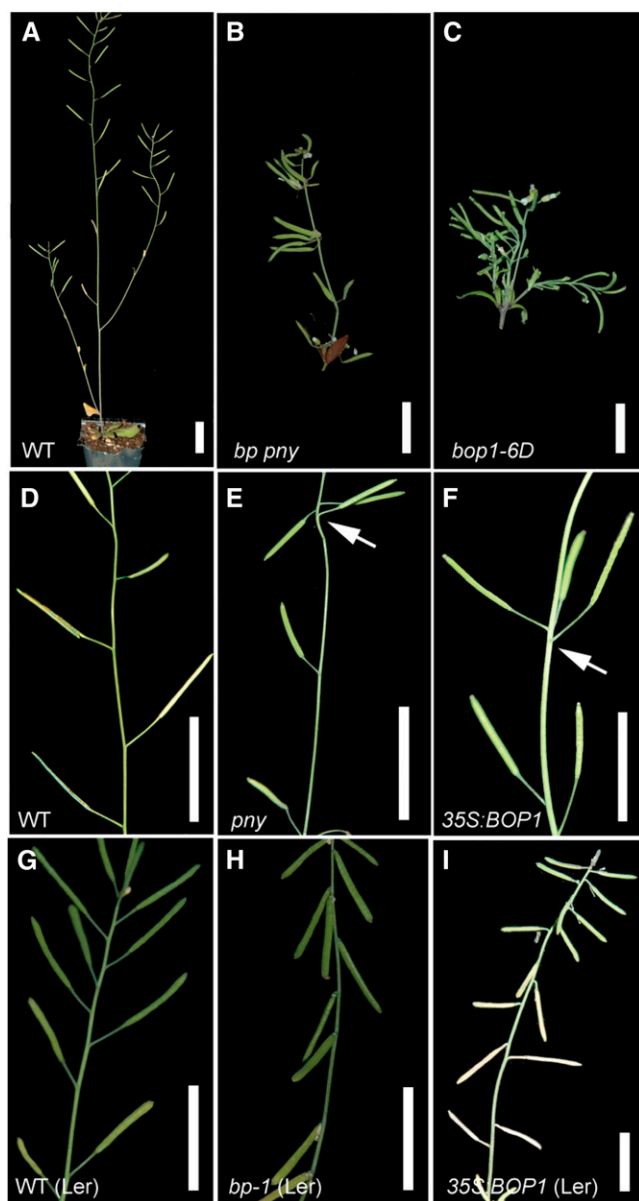 A
B
C
WT
bp pny
bop1-6D
D
E
F
WT
pny
35S:BOP1
G
H
I
WT (Ler)
bp-1 (Ler)
35S:BOP1 (Ler)